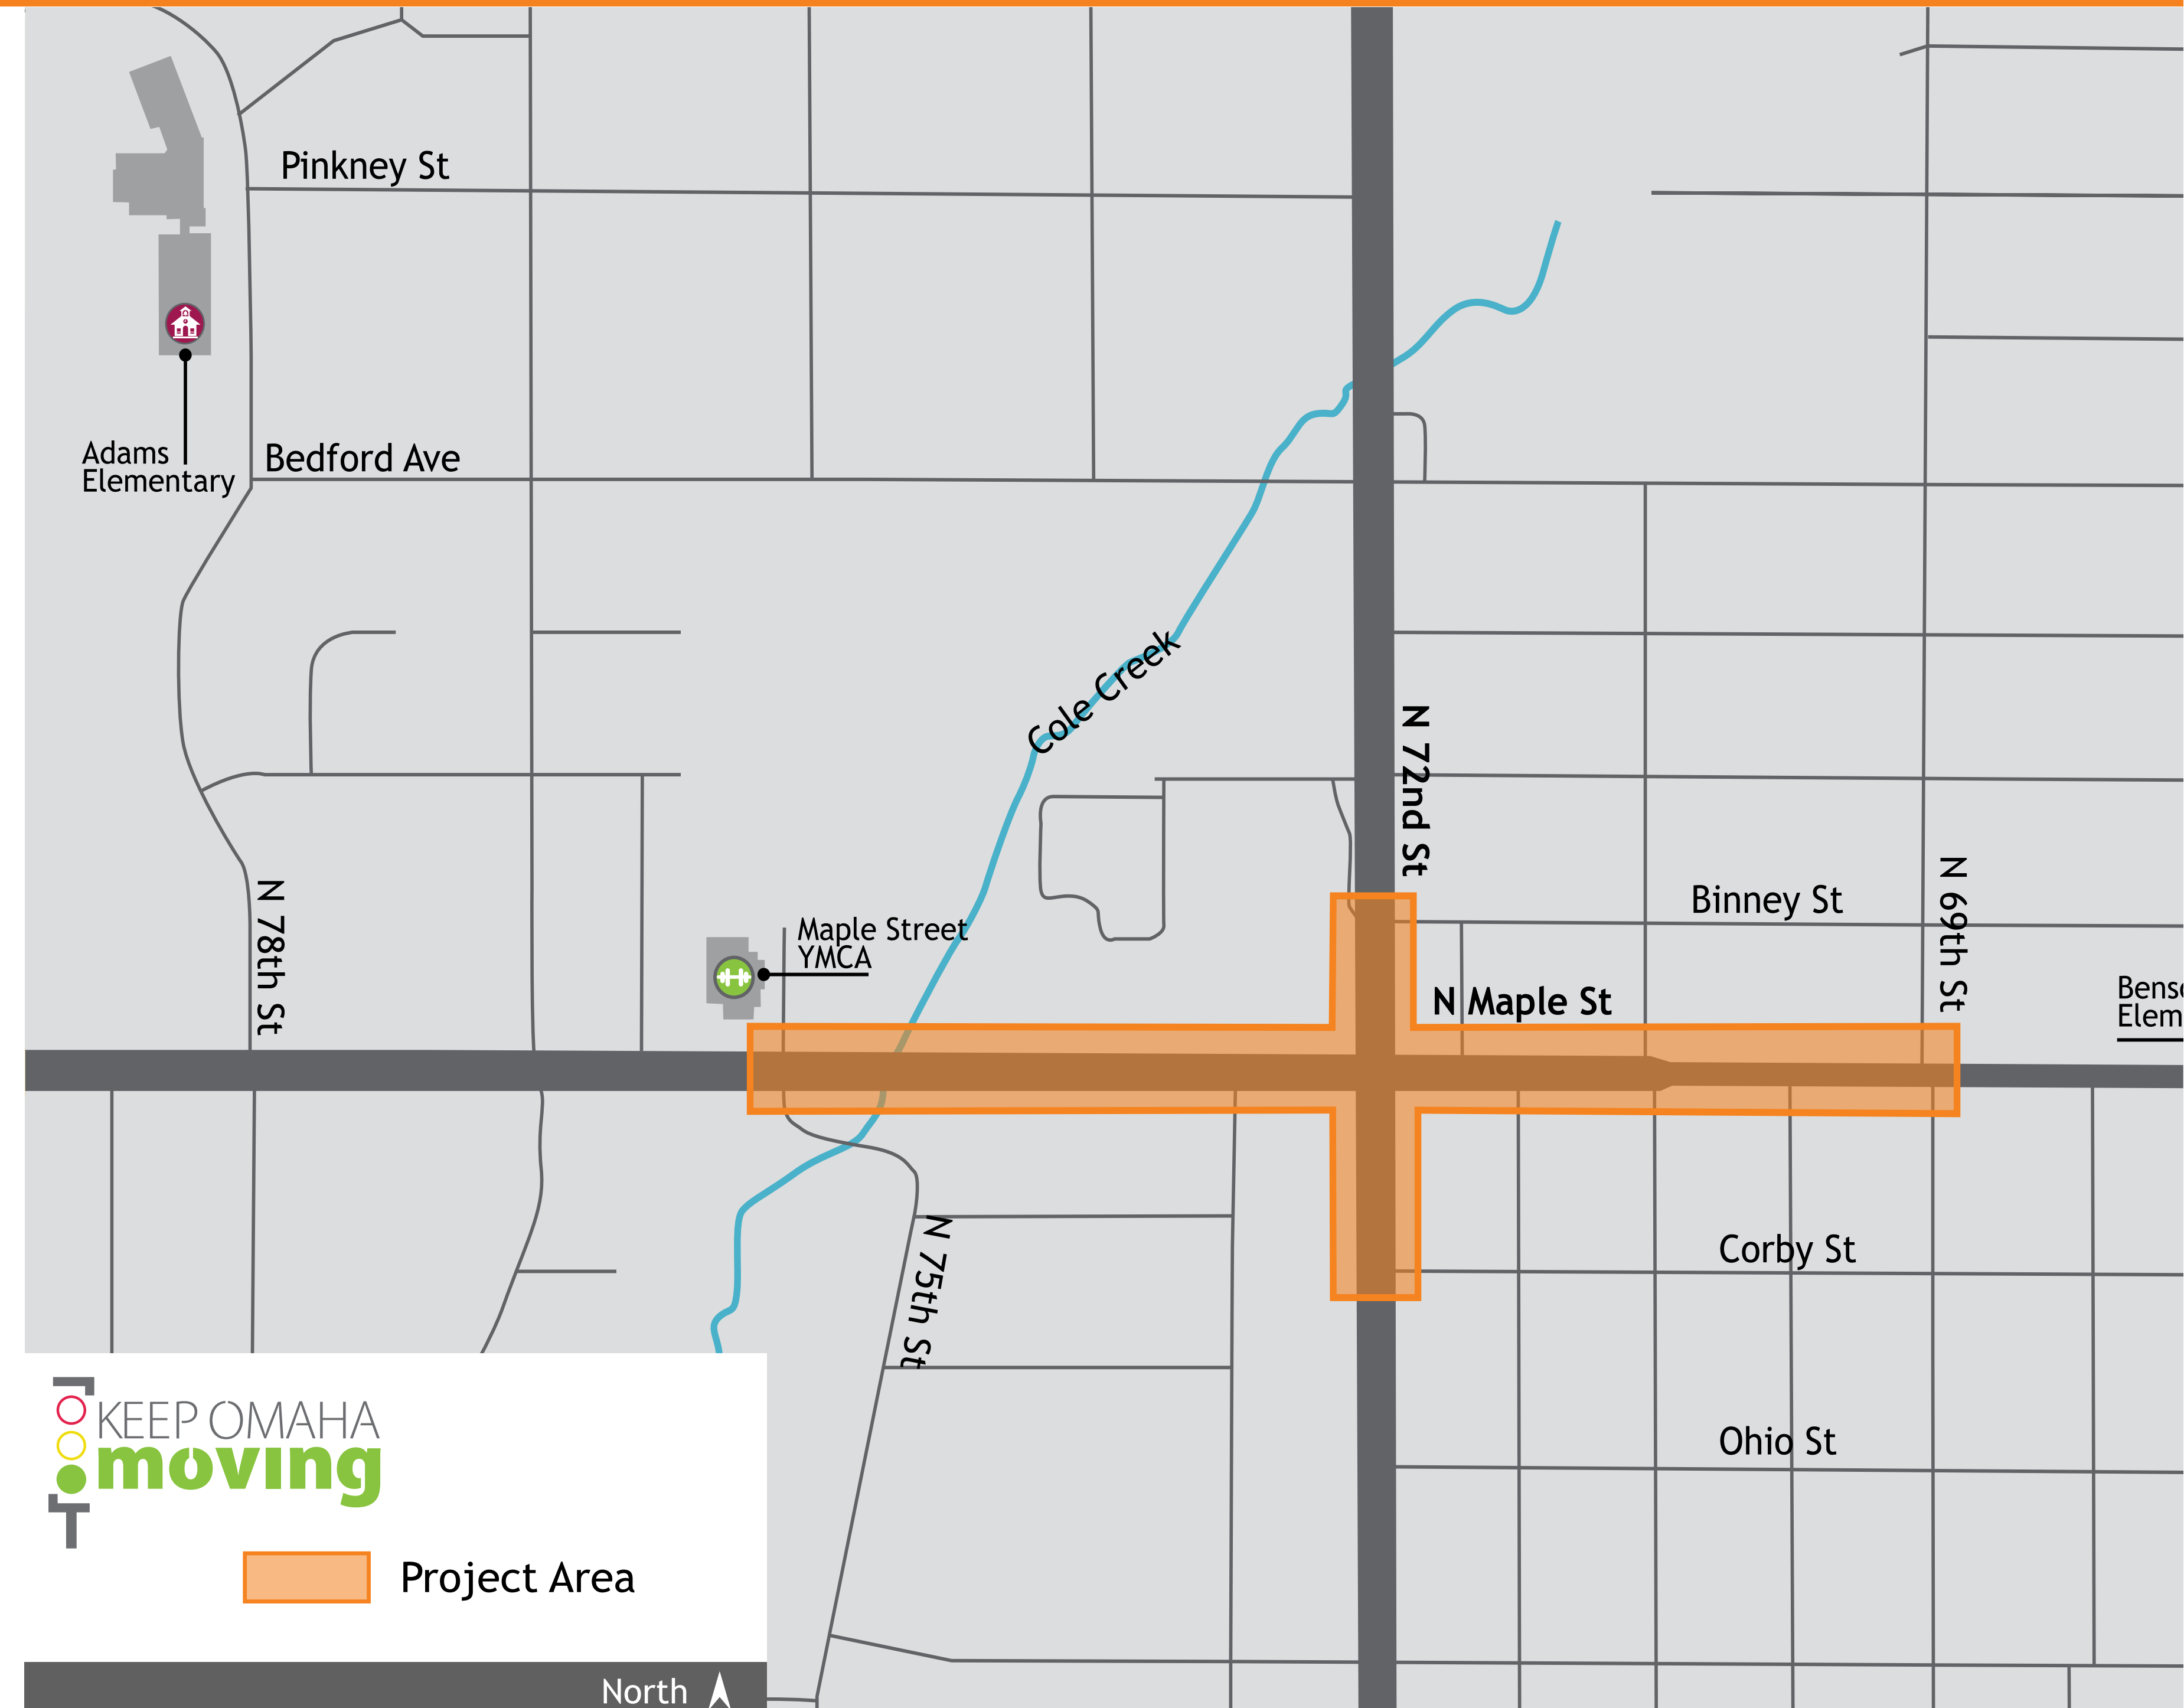 Pinkney St
Adams
Elementary
Bedford Ave
Cole Creek
N 72nd St
N 78th St
Maple Street
YMCA
Binney St
N 69th St
N Maple St
Elem
N 75th St
Corby St
Ohio St
KEEP OMAHA
moving
Project Area
North